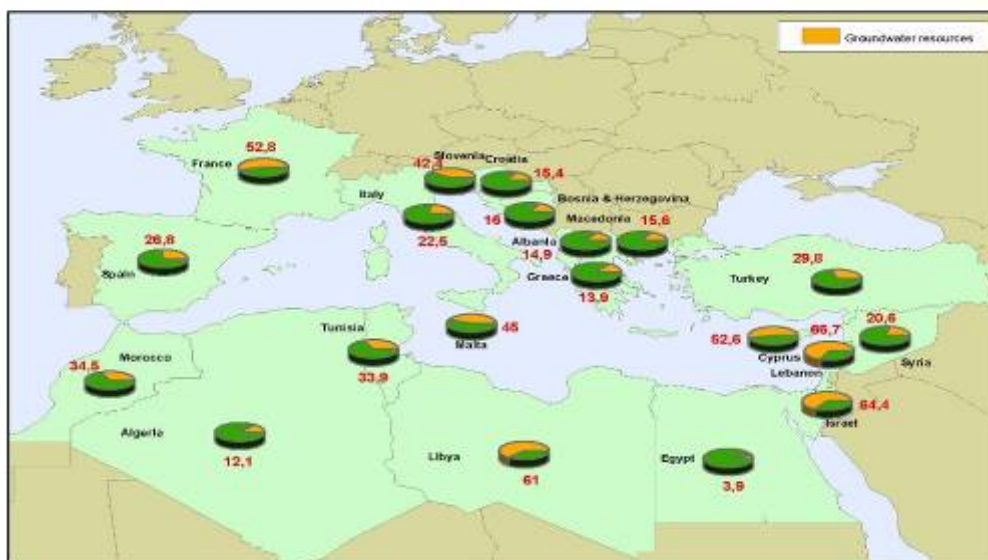 Groundwater resources
52,8
France
Slovenia
Croatia
42,4
15,4
Italy
Bosnia & Herzegovina
16
Macedonia
15,6
22,5
26,8
Albania
14,9
Spain
Greece
13,9
29,8
Turkey
Tunisia
45
Malta
52,6
66,7
20,6
Cyprus
Lebanon
Syria
Morocco
34,5
33,9
64,4
Israel
Algeria
12,1
Libya
61
Egypt
3,9